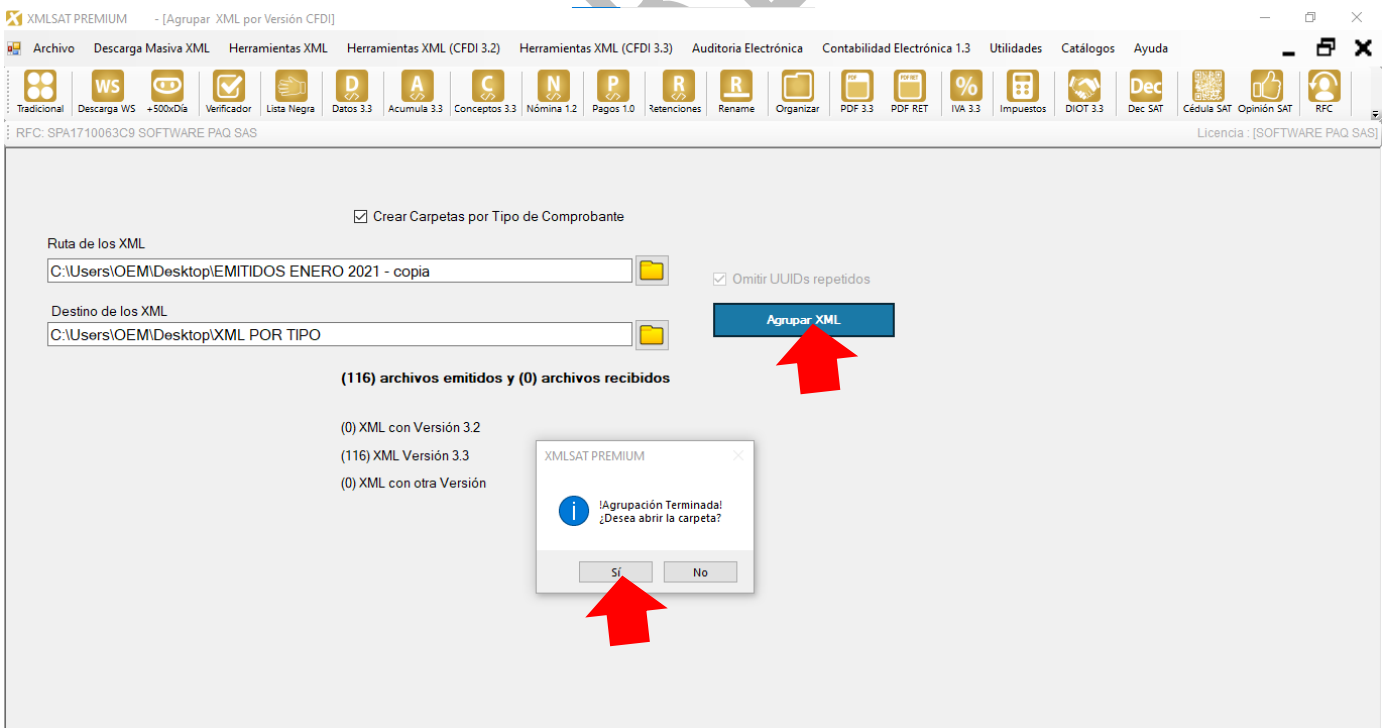 XMLSAT PREMIUM - [Agrupar XML por Versión CFDI]
Archivo Descarga Masiva XML Herramientas XML Herramientas XML (CFDI 3.2) Herramientas XML (CFDI 3.3) Auditoria Electrónica Contabilidad Electrónica 1.3 Utilidades Catálogos Ayuda
WS D A C N P R R PDF PDF RET % Dec
Tradicional Descarga WS +500xDía Verificador Lista Negra Datos 3.3 Acumula 3.3 Conceptos 3.3 Nómina 1.2 Pagos 1.0 Retenciones Rename Organizar PDF 3.3 PDF RET IVA 3.3 Impuestos DIOT 3.3 Dec SAT Cédula SAT Opinión SAT RFC
RFC: SPA1710063C9 SOFTWARE PAQ SAS Licencia : [SOFTWARE PAQ SAS]
Crear Carpetas por Tipo de Comprobante
Ruta de los XML
C:\Users\OEM\Desktop\EMITIDOS ENERO 2021 - copia
Omitir UUIDs repetidos
Destino de los XML
C:\Users\OEM\Desktop\XML POR TIPO
Agrupar XML
(116) archivos emitidos y (0) archivos recibidos
(0) XML con Versión 3.2
(116) XML Versión 3.3
(0) XML con otra Versión
XMLSAT PREMIUM
!Agrupación Terminada!
¿Desea abrir la carpeta?
Sí No